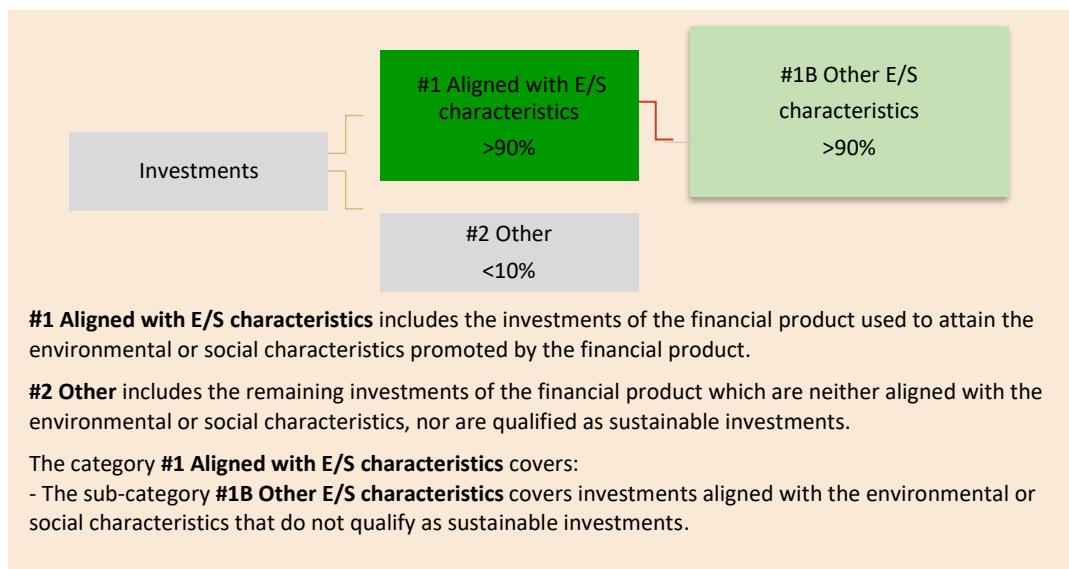 #1 Aligned with E/S
characteristics
>90%
#1B Other E/S
characteristics
>90%
Investments
#2 Other
<10%
#1 Aligned with E/S characteristics includes the investments of the financial product used to attain the
environmental or social characteristics promoted by the financial product.
#2 Other includes the remaining investments of the financial product which are neither aligned with the
environmental or social characteristics, nor are qualified as sustainable investments.
The category #1 Aligned with E/S characteristics covers:
- The sub-category #1B Other E/S characteristics covers investments aligned with the environmental or
social characteristics that do not qualify as sustainable investments.